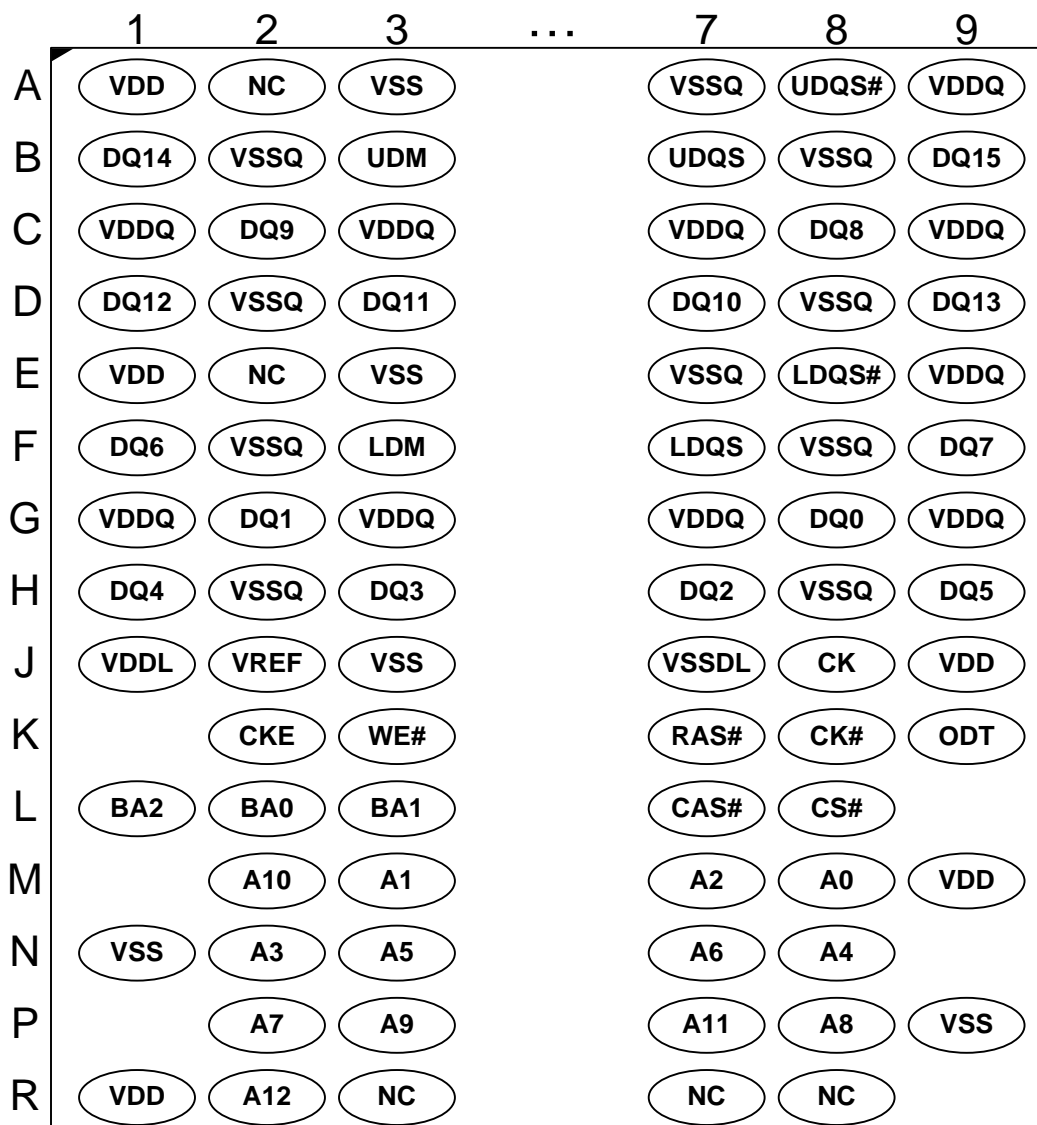 1 2 3 ... 7 8 9
A VDD NC VSS VSSQ UDQS# VDDQ
B DQ14 VSSQ UDM UDQS VSSQ DQ15
C VDDQ DQ9 VDDQ VDDQ DQ8 VDDQ
D DQ12 VSSQ DQ11 DQ10 VSSQ DQ13
E VDD NC VSS VSSQ LDQS# VDDQ
F DQ6 VSSQ LDM LDQS VSSQ DQ7
G VDDQ DQ1 VDDQ VDDQ DQ0 VDDQ
H DQ4 VSSQ DQ3 DQ2 VSSQ DQ5
J VDDL VREF VSS VSSDL CK VDD
K CKE WE# RAS# CK# ODT
L BA2 BA0 BA1 CAS# CS#
M A10 A1 A2 A0 VDD
N VSS A3 A5 A6 A4
P A7 A9 A11 A8 VSS
R VDD A12 NC NC NC